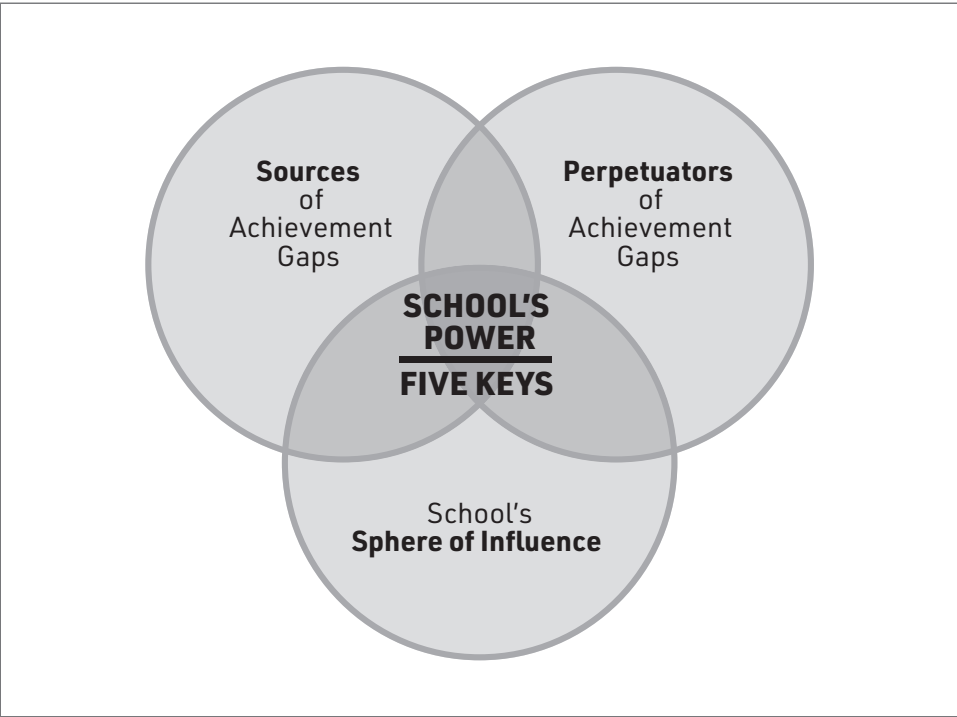 Sources
of
Achievement
Gaps
Perpetuators
of
Achievement
Gaps
SCHOOL'S
POWER
FIVE KEYS
School's
Sphere of Influence